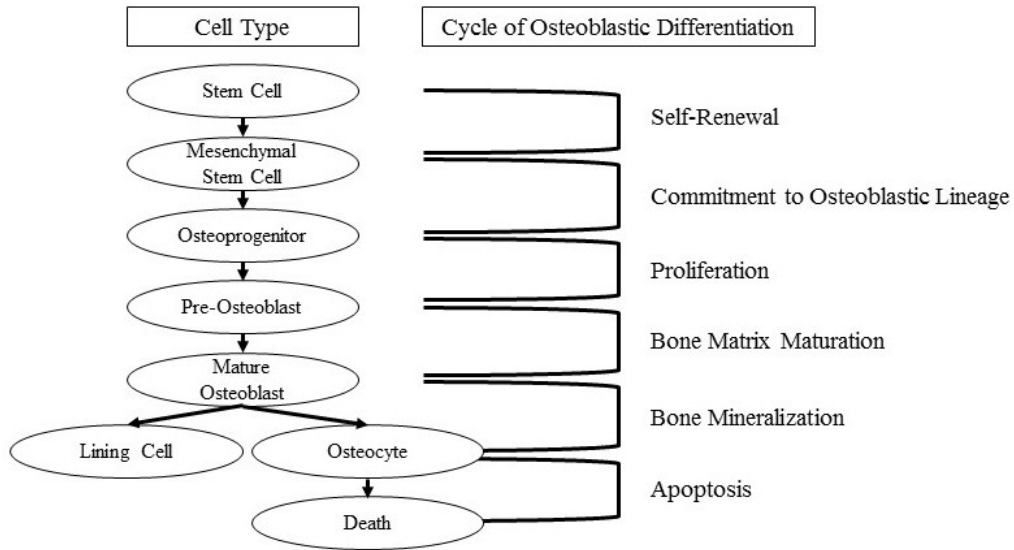 Cell Type
Cycle of Osteoblastic Differentiation
Stem Cell
Mesenchymal
Stem Cell
Osteoprogenitor
Pre-Osteoblast
Mature
Osteoblast
Lining Cell
Osteocyte
Death
Self-Renewal
Commitment to Osteoblastic Lineage
Proliferation
Bone Matrix Maturation
Bone Mineralization
Apoptosis